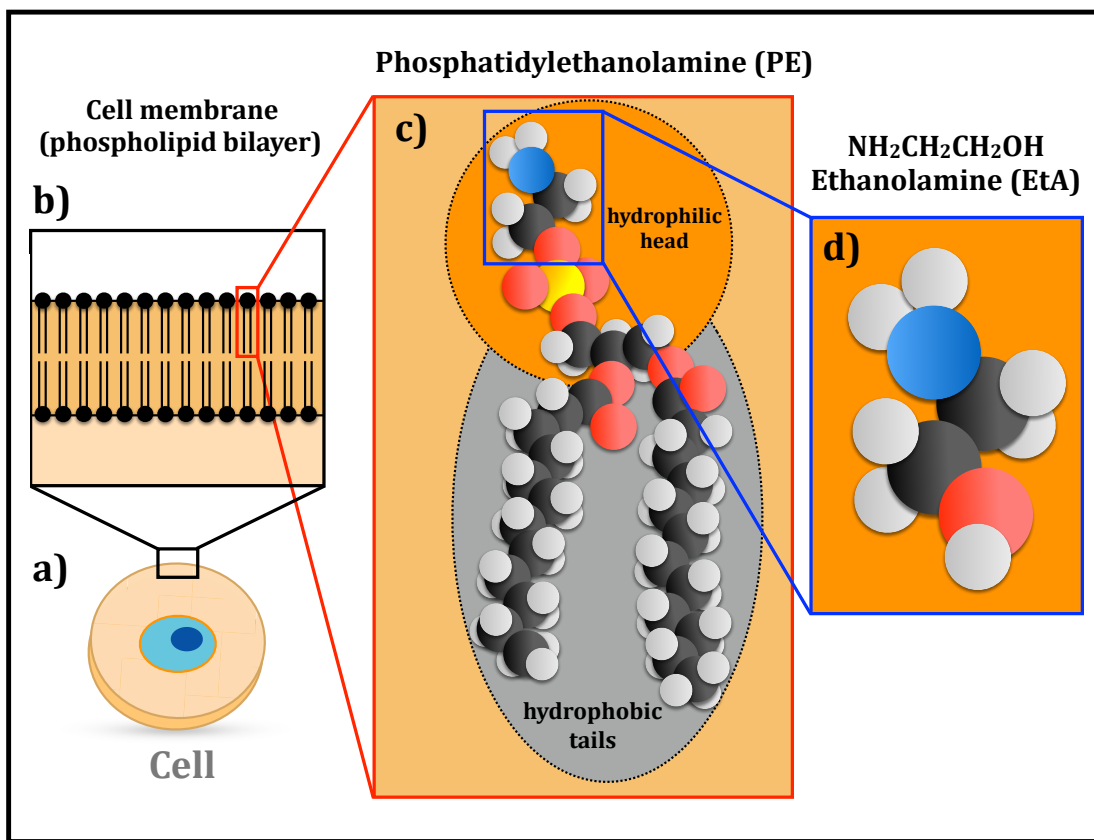 Phosphatidylethanolamine (PE)
Cell membrane
(phospholipid bilayer)
b)
c)
hydrophilic
head
NH₂CH₂CH₂OH
Ethanolamine (EtA)
d)
a)
Cell
hydrophobic
tails